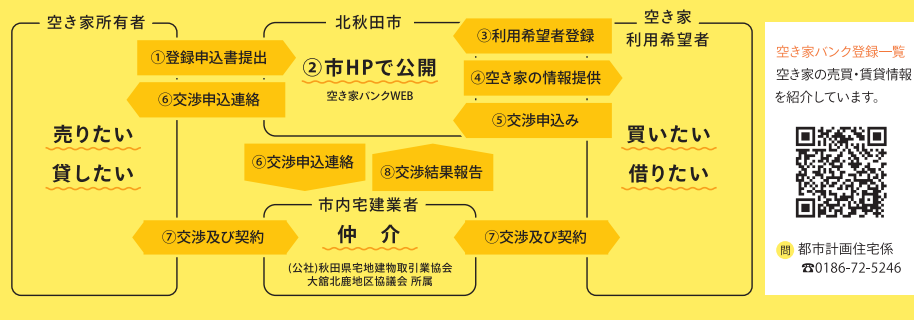 空き家所有者
①登録申込書提出
⑥交渉申込連絡
売りたい
貸したい
⑦交渉及び契約
北秋田市
②市HPで公開
空き家バンクWEB
⑥交渉申込連絡
⑧交渉結果報告
市内宅建業者
仲 介
(公社)秋田県宅地建物取引業協会
大舘北鹿地区協議会 所属
空き家
利用希望者
③利用希望者登録
④空き家の情報提供
⑤交渉申込み
買いたい
借りたい
⑦交渉及び契約
空き家バンク登録一覧
空き家の売買・賃貸情報
を紹介しています。
問 都市計画住宅係
☎0186-72-5246